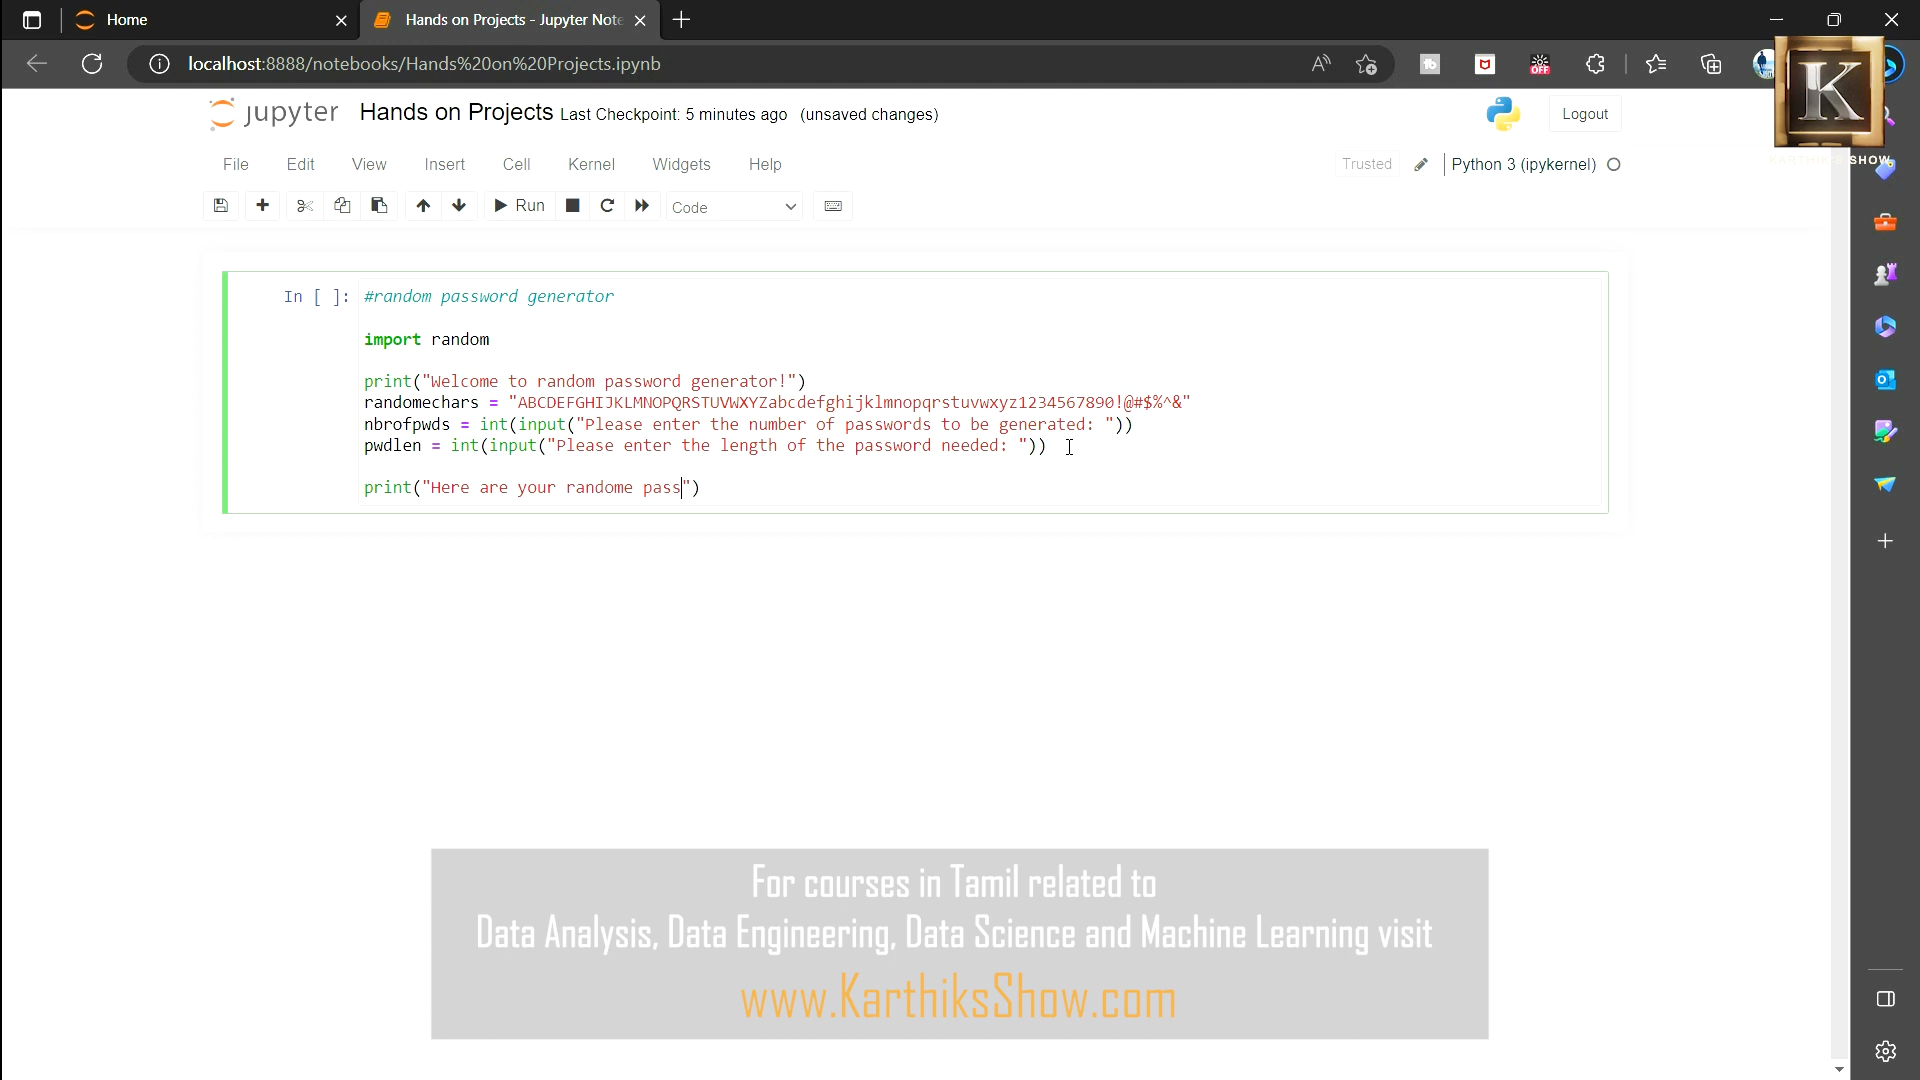 Home
Hands on Projects - Jupyter Note
localhost:8888/notebooks/Hands%20on%20Projects.ipynb
jupyter Hands on Projects Last Checkpoint: 5 minutes ago (unsaved changes)
Logout
File Edit View Insert Cell Kernel Widgets Help
Trusted Python 3 (ipykernel)
Run Code
In [ ]: #random password generator
import random
print("Welcome to random password generator!")
randomechars = "ABCDEFGHIJKLMNOPQRSTUVWXYZabcdefghijklmnopqrstuvwxyz1234567890!@#$%^&"
nbrofpwds = int(input("Please enter the number of passwords to be generated: "))
pwdlen = int(input("Please enter the length of the password needed: "))
print("Here are your randome pass")
For courses in Tamil related to
Data Analysis, Data Engineering, Data Science and Machine Learning visit
www.KarthiksShow.com
K
SHOW
OFF